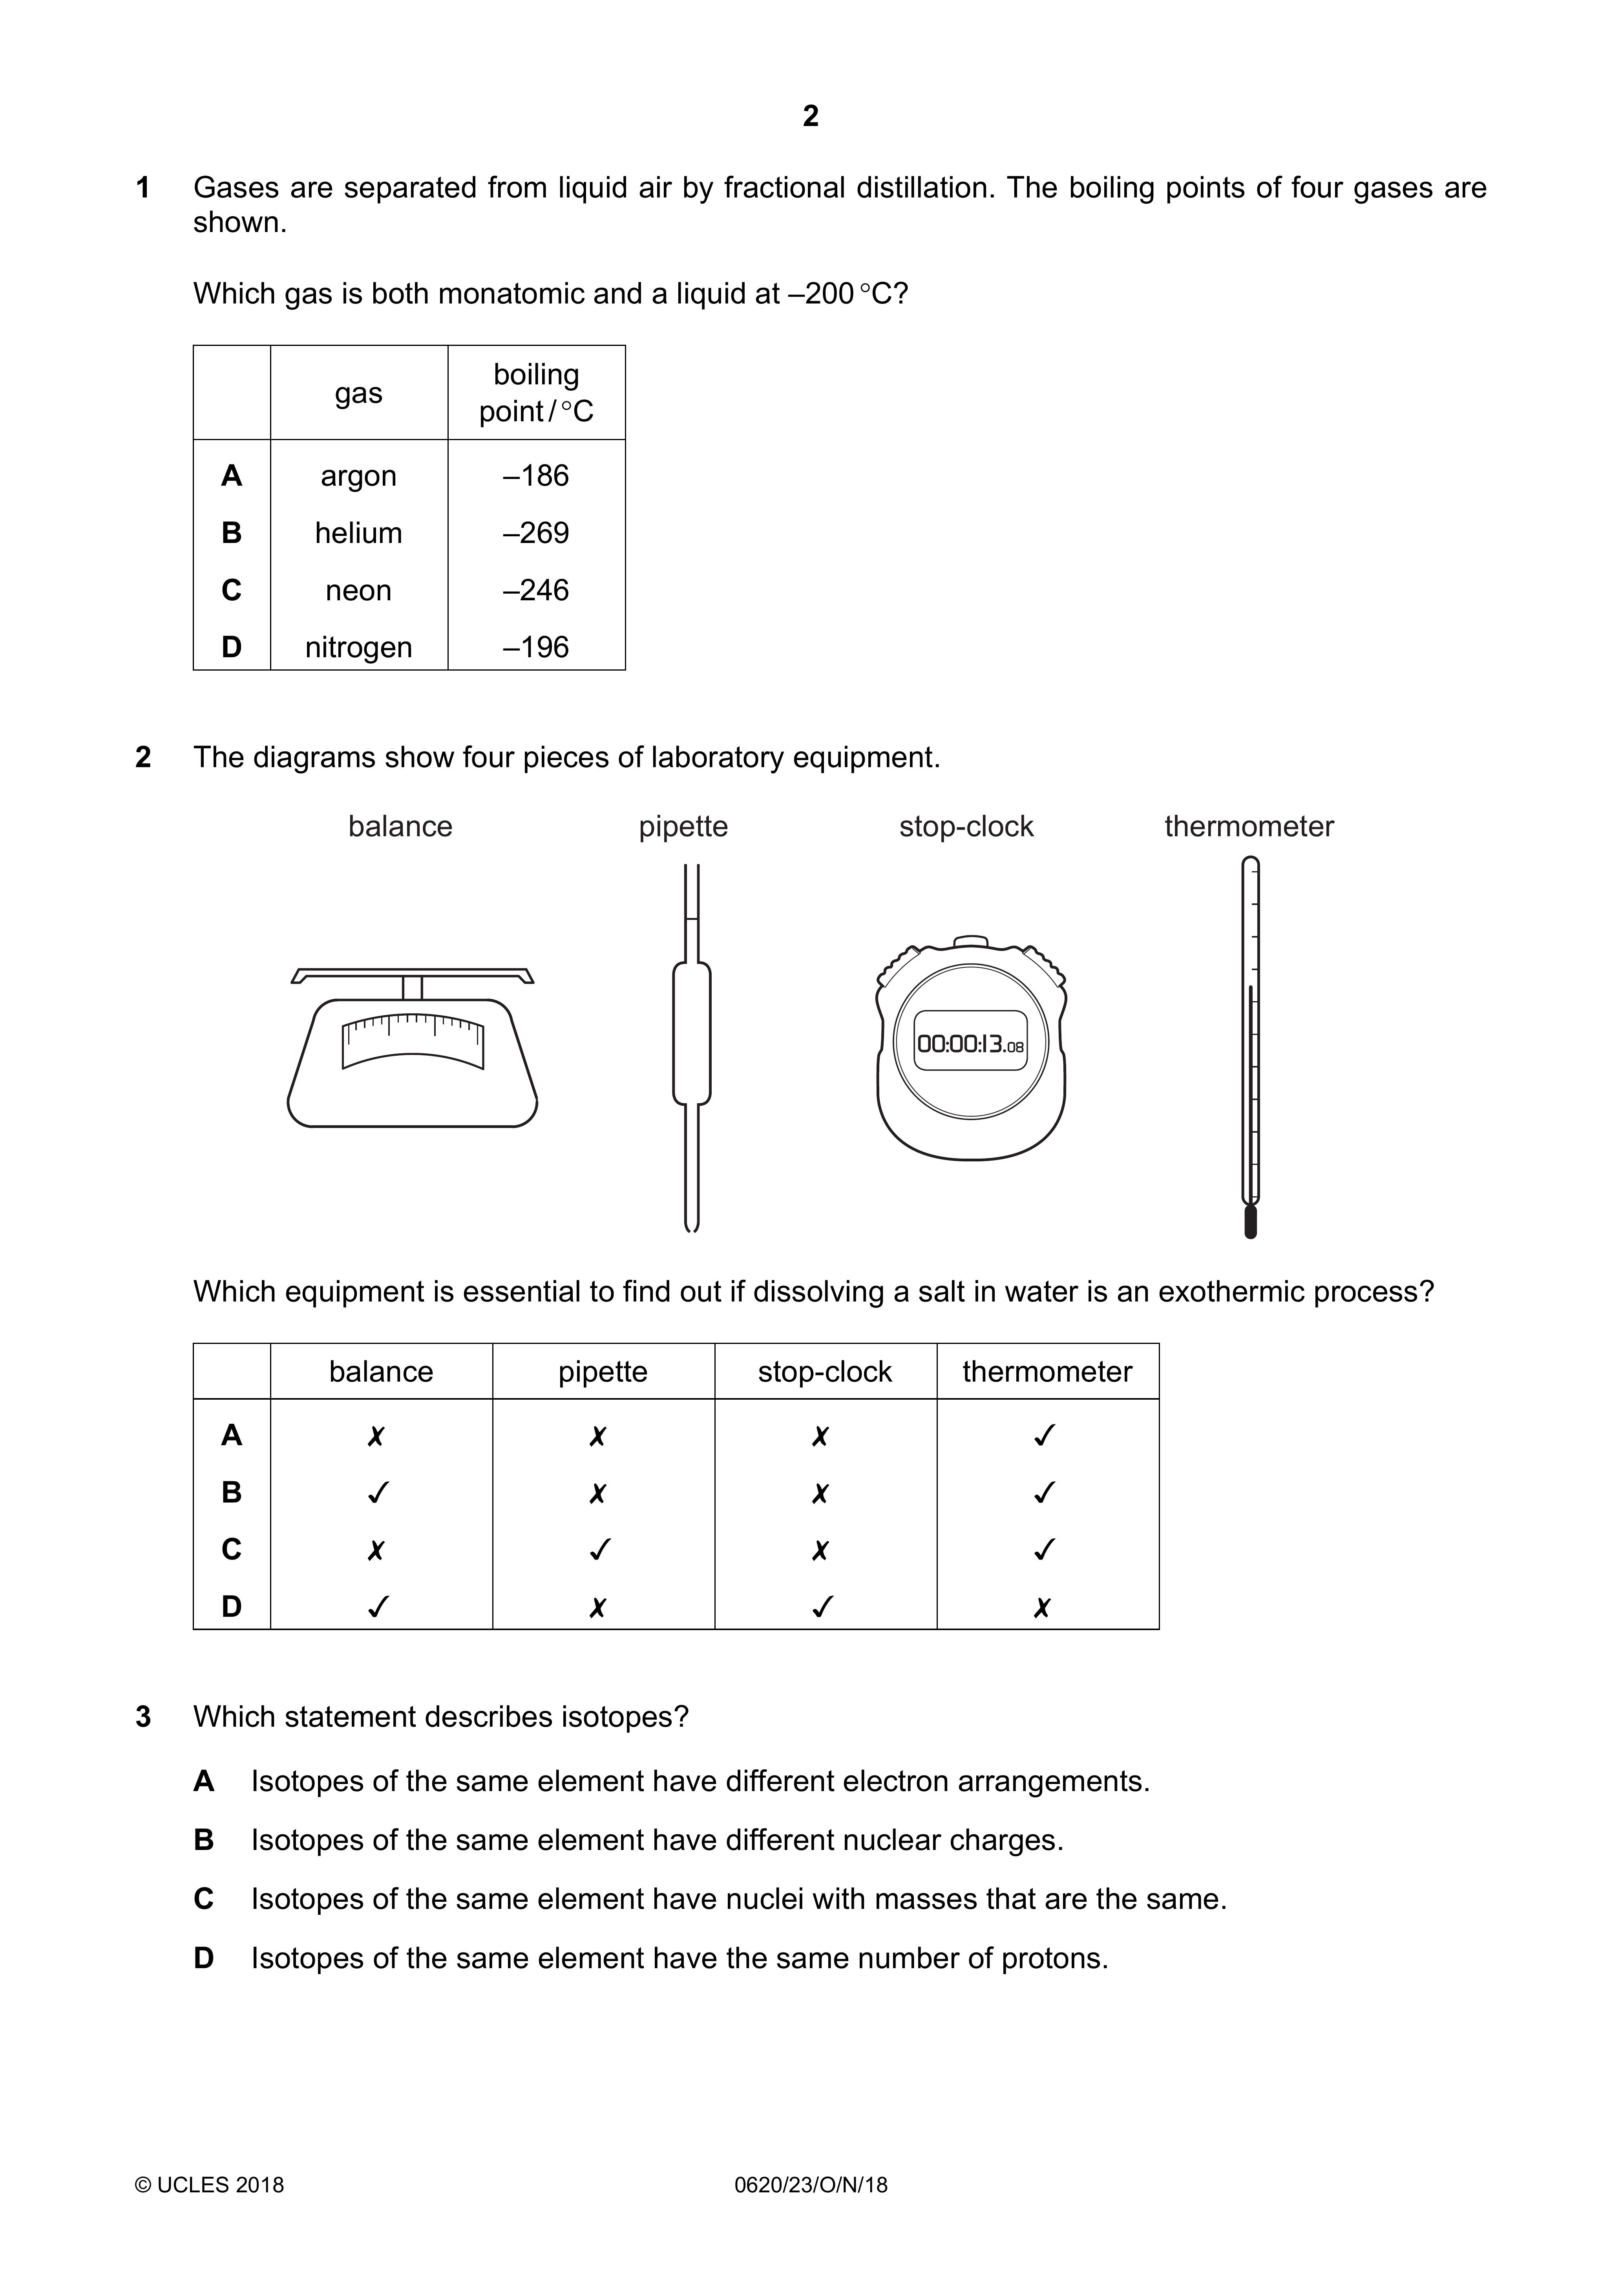 2
1 Gases are separated from liquid air by fractional distillation. The boiling points of four gases are
shown.
Which gas is both monatomic and a liquid at –200 °C?
gas boiling point / °C
A argon –186
B helium –269
C neon –246
D nitrogen –196
2 The diagrams show four pieces of laboratory equipment.
balance pipette stop-clock thermometer
00:00:13.08
Which equipment is essential to find out if dissolving a salt in water is an exothermic process?
balance pipette stop-clock thermometer
A ✗ ✗ ✗ ✓
B ✓ ✗ ✗ ✓
C ✗ ✓ ✗ ✓
D ✓ ✗ ✓ ✗
3 Which statement describes isotopes?
A Isotopes of the same element have different electron arrangements.
B Isotopes of the same element have different nuclear charges.
C Isotopes of the same element have nuclei with masses that are the same.
D Isotopes of the same element have the same number of protons.
© UCLES 2018 0620/23/O/N/18